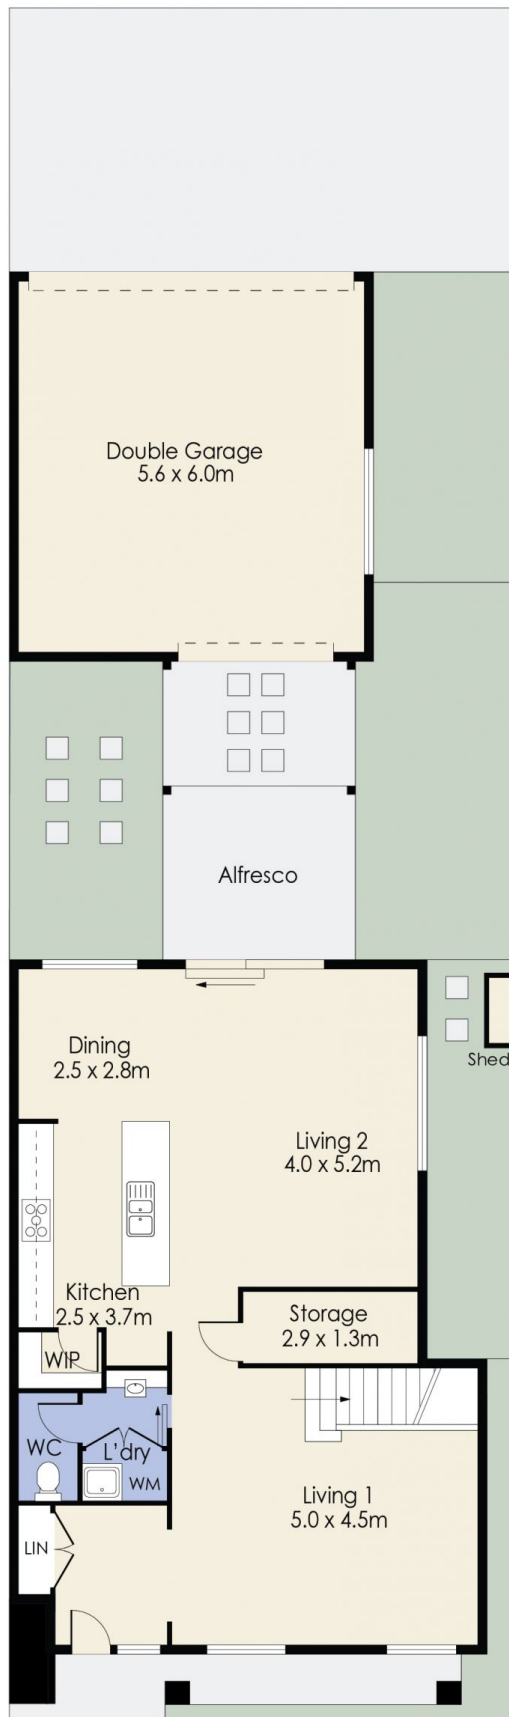 Double Garage
5.6 x 6.0m
Alfresco
Dining
2.5 x 2.8m
Shed
Living 2
4.0 x 5.2m
Kitchen
2.5 x 3.7m
Storage
2.9 x 1.3m
WIP
WC
L'dry
WM
Living 1
5.0 x 4.5m
LIN